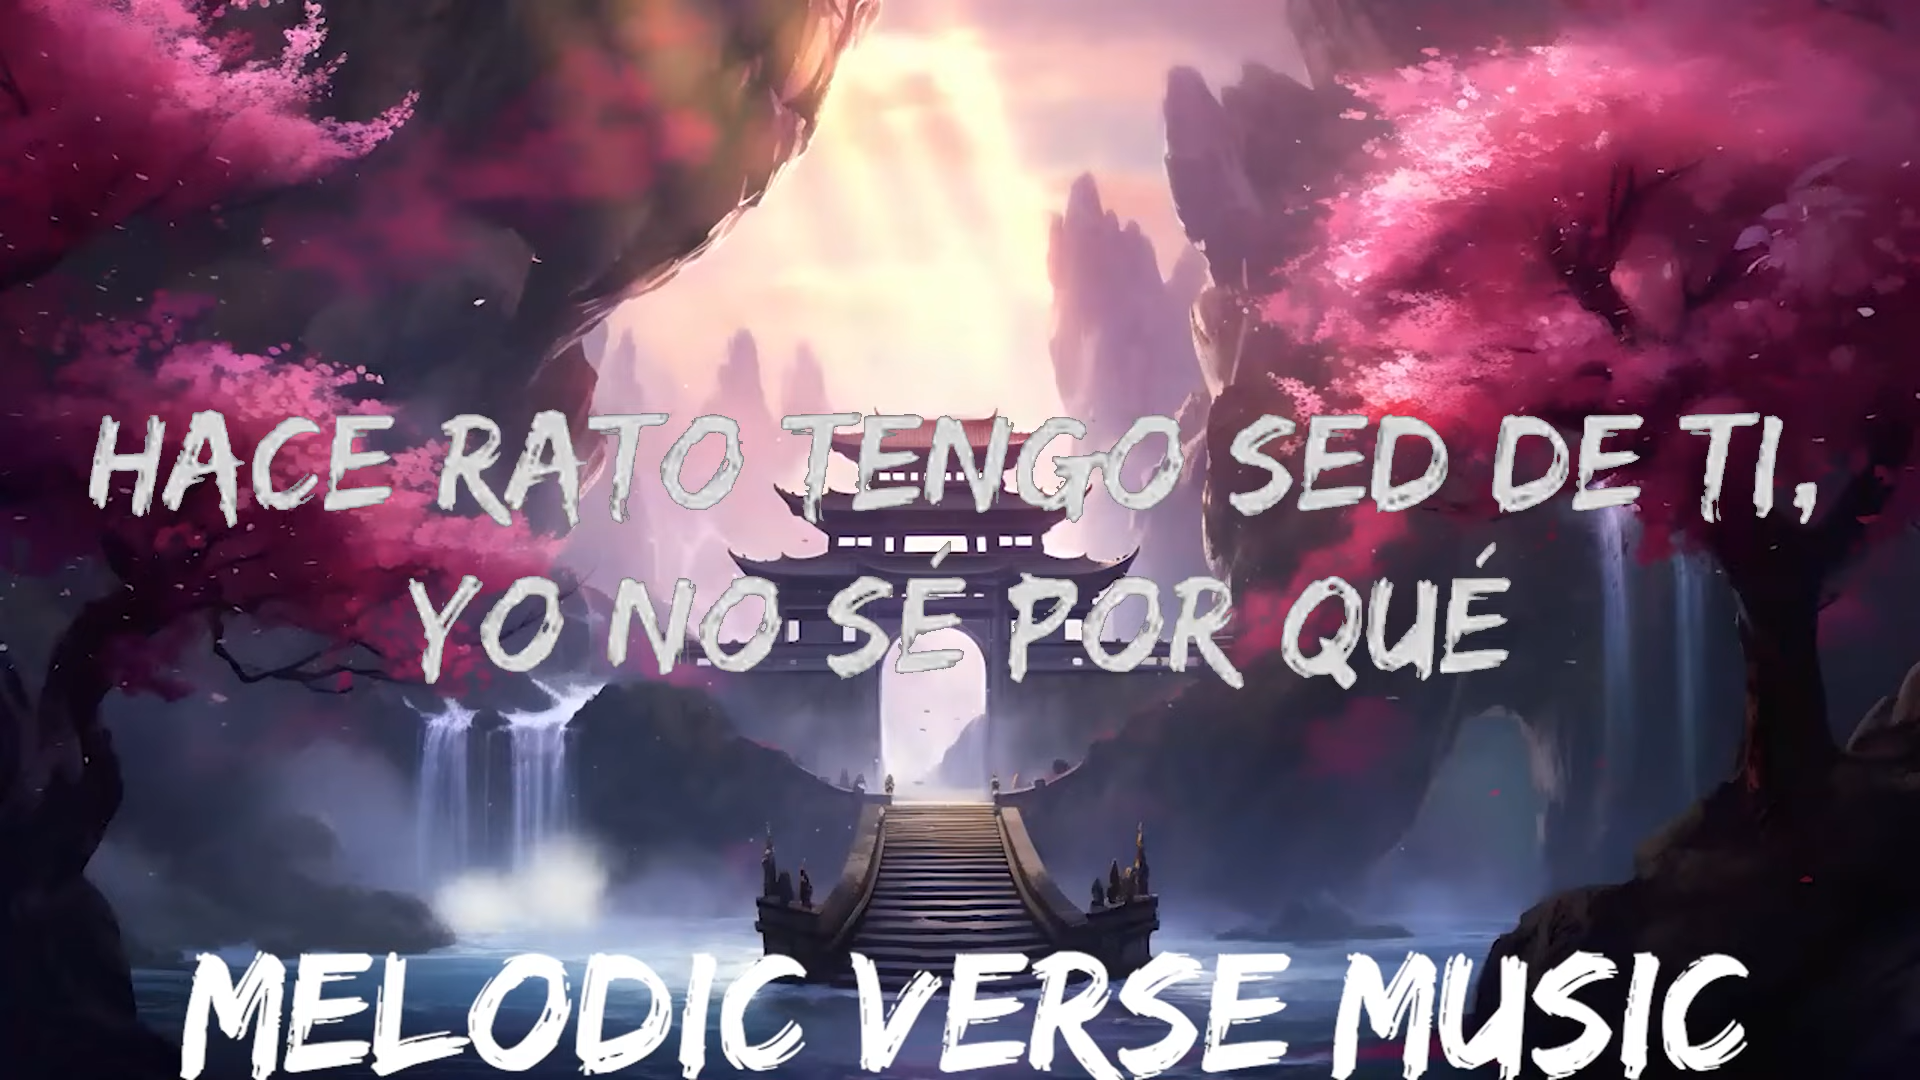 HACE RATO TENGO SED DE TI,
YO NO SÉ POR QUÉ
MELODIC VERSE MUSIC